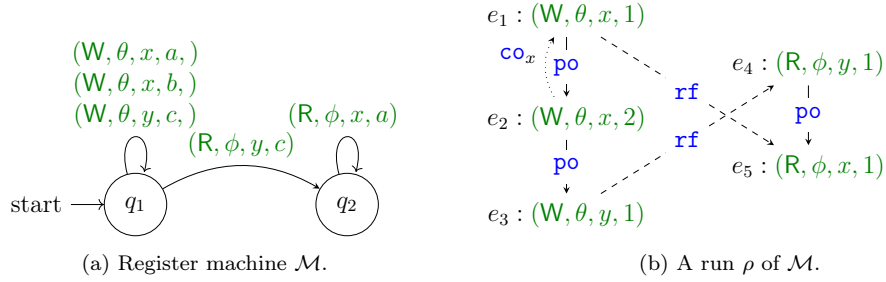 (W, θ, x, a, )
(W, θ, x, b, )
(W, θ, y, c, )
(R, ϕ, y, c)
(R, ϕ, x, a)
start
q₁
q₂
(a) Register machine ℳ.
e₁ : (W, θ, x, 1)
coₓ
po
e₂ : (W, θ, x, 2)
po
e₃ : (W, θ, y, 1)
rf
rf
e₄ : (R, ϕ, y, 1)
po
e₅ : (R, ϕ, x, 1)
(b) A run ρ of ℳ.